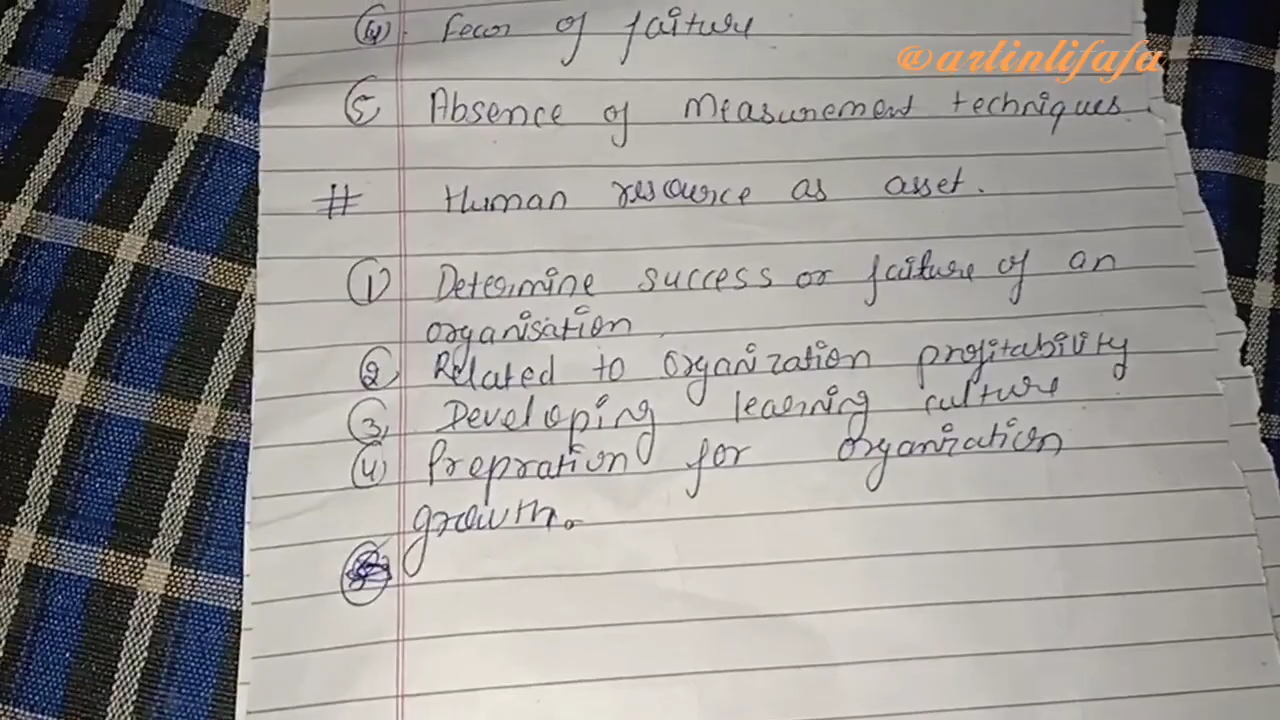 (4). Fear of failure
@artinlifafa
(5) Absence of measurement techniques.
# Human resource as asset.
(1) Determine success or failure of an
organisation.
(2) Related to organization profitability
(3) Developing learning culture
(4) Prepration for organization
growth.